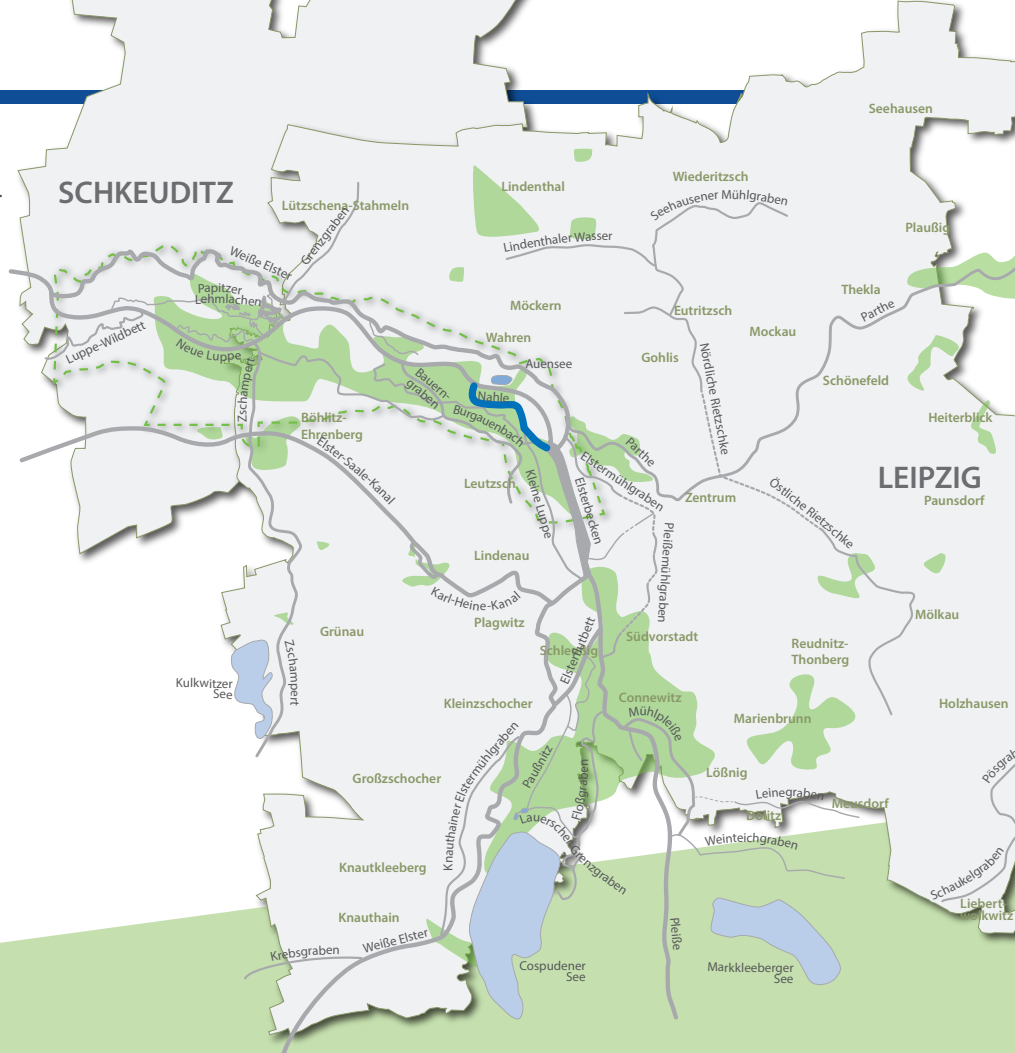 Seehausen
SCHKEUDITZ
Lindenthal
Wiederitzsch
Lützschena-Stahmeln
Seehausener Mühlgraben
Grenzgraben
Plaußig
Lindenthaler Wasser
Weiße Elster
Papitzer
Lehmlachen
Thekla
Möckern
Eutritzsch
Parthe
Mockau
Luppe-Wildbett
Wahren
Neue Luppe
Gohlis
Auensee
Nördliche Rietzschke
Schönefeld
Zschampert
Bauern-
graben
Nahle
Burgauenbach
Böhlitz-
Ehrenberg
Heiterblick
Parthe
Elster-Saale-Kanal
Elstermühlgraben
LEIPZIG
Leutzsch
Kleine Luppe
Elsterbecken
Zentrum
Östliche Rietzschke
Paunsdorf
Pleißemühlgraben
Lindenau
Karl-Heine-Kanal
Plagwitz
Mölkau
Grünau
Südvorstadt
Schleußig
Elsterflutbett
Reudnitz-
Thonberg
Zschampert
Kulkwitzer
See
Kleinzschocher
Connewitz
Mühlpleiße
Holzhausen
Marienbrunn
Knauthainer Elstermühlgraben
Paußnitz
Floßgraben
Großzschocher
Lößnig
Pösgrab
Leinegraben
Meusdorf
Dölitz
Lauerscher Grenzgraben
Weinteichgraben
Knautkleeberg
Schaukelgraben
Liebert-
wolkwitz
Knauthain
Weiße Elster
Krebsgraben
Pleiße
Cospudener
See
Markkleeberger
See